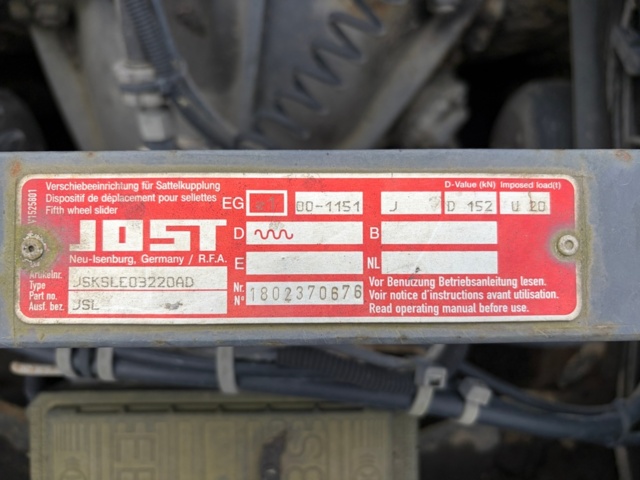 V1525801
Verschiebeeinrichtung für Sattelkupplung
Dispositif de déplacement pour sellettes
Fifth wheel slider
JOST
Neu-Isenburg, Germany / R.F.A.
EG e1 00-1151 J
D-Value (kN) D 152
Imposed load(t) U 20
D B
E NL
Artikelnr.
Type JSKSLE03220AD
Part no.
Ausf. bez. JSL
Nr.
N° 1802370676
Vor Benutzung Betriebsanleitung lesen.
Voir notice d'instructions avant utilisation.
Read operating manual before use.